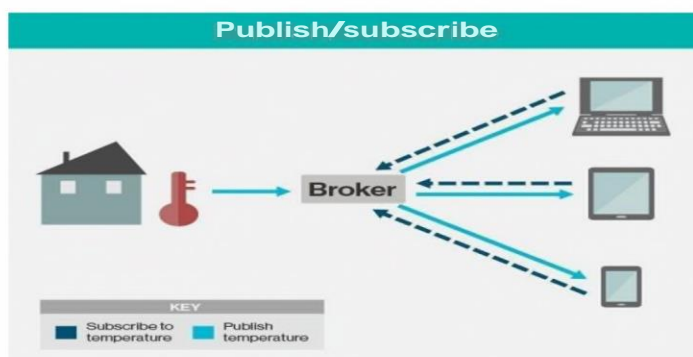 Publish/subscribe
Broker
KEY
Subscribe to
temperature
Publish
temperature